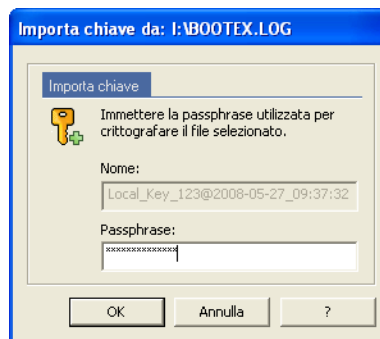 Importa chiave da: I:\BOOTEX.LOG
Importa chiave
Immettere la passphrase utilizzata per
crittografare il file selezionato.
Nome:
Local_Key_123@2008-05-27_09:37:32
Passphrase:
××××××××××××××
OK
Annulla
?